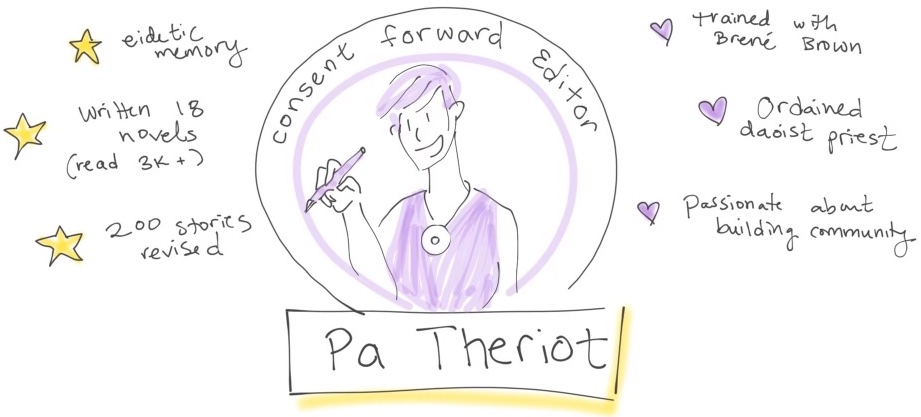 eidetic
memory
Written 18
novels
(read 3K+)
200 stories
revised
consent forward Editor
trained with
Brené Brown
Ordained
daoist priest
Passionate about
building community
Pa Theriot